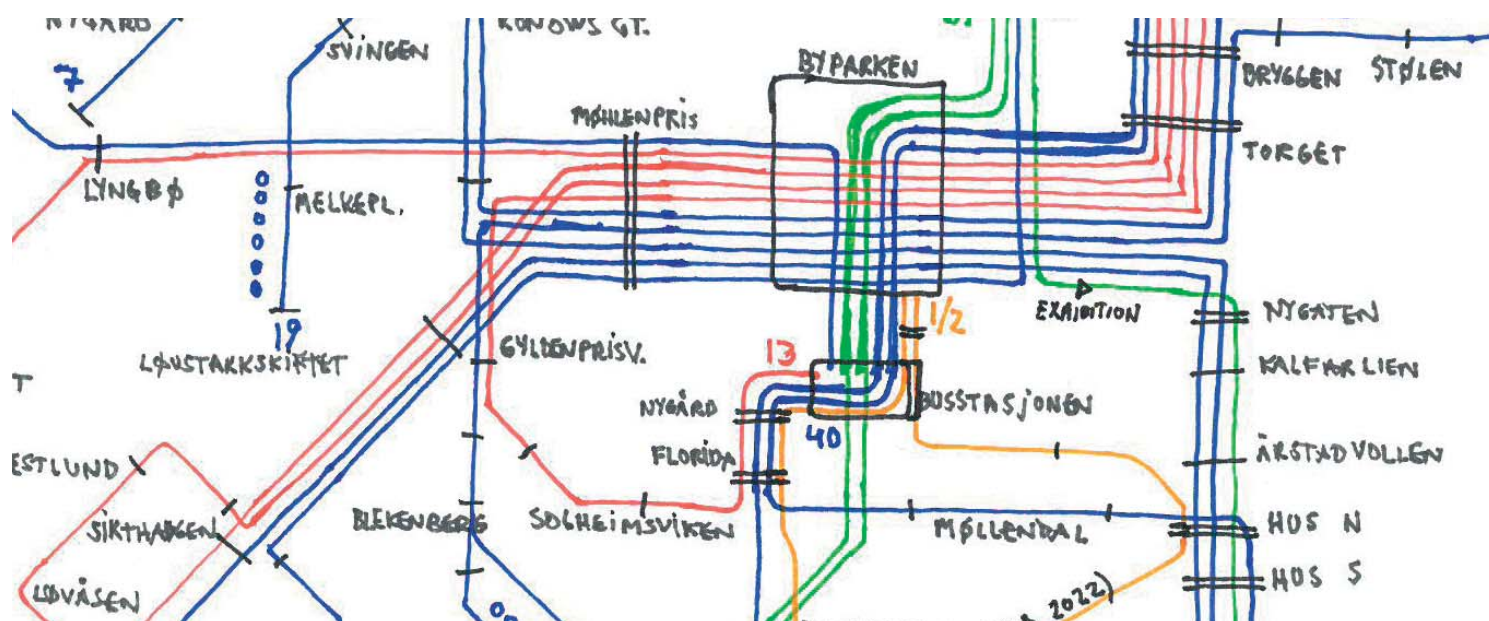 NYGÅRD
KONOWS GT.
SVINGEN
7
BYPARKEN
BRYGGEN
STØLEN
MØHLENPRIS
TORGET
LYNGBØ
MELKEPL.
19
LØVSTAKKSKIFTET
EXHIBITION
NYGATEN
1/2
13
GYLDENPRISV.
KALFARLIEN
T
NYGÅRD
BUSSTASJONEN
40
FLORIDA
ÅRSTADVOLLEN
ESTLUND
SIKTHAUGEN
BLEKENBERG
SOLHEIMSVIKEN
MØLLENDAL
HUS N
HUS S
LØVÅSEN
2022)